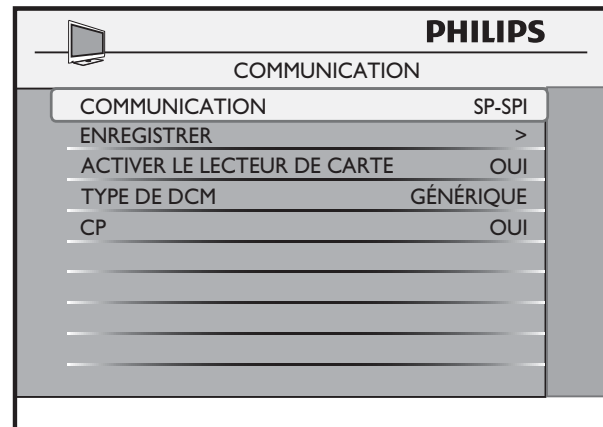 PHILIPS
COMMUNICATION
COMMUNICATION SP-SPI
ENREGISTRER >
ACTIVER LE LECTEUR DE CARTE OUI
TYPE DE DCM GÉNÉRIQUE
CP OUI